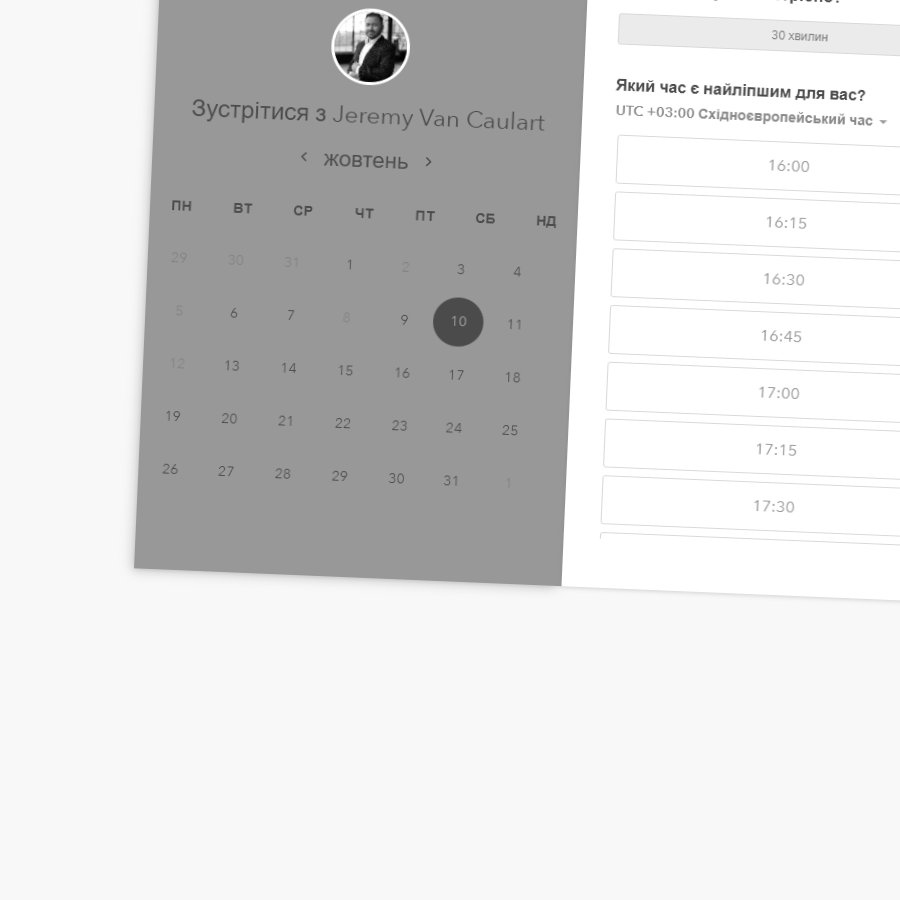 Зустрітися з Jeremy Van Caulart
жовтень
ПН ВТ СР ЧТ ПТ СБ НД
29 30 31 1 2 3 4
5 6 7 8 9 10 11
12 13 14 15 16 17 18
19 20 21 22 23 24 25
26 27 28 29 30 31 1
30 хвилин
Який час є найліпшим для вас?
UTC +03:00 Східноєвропейський час
16:00
16:15
16:30
16:45
17:00
17:15
17:30